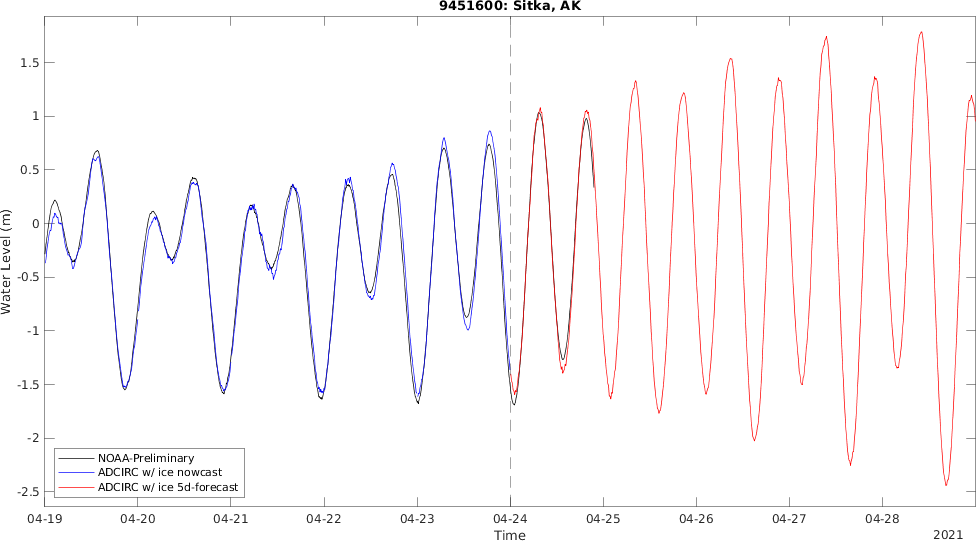 9451600: Sitka, AK
1.5
1
0.5
0
-0.5
-1
-1.5
-2
-2.5
Water Level (m)
NOAA-Preliminary
ADCIRC w/ ice nowcast
ADCIRC w/ ice 5d-forecast
04-19 04-20 04-21 04-22 04-23 04-24 04-25 04-26 04-27 04-28
Time
2021